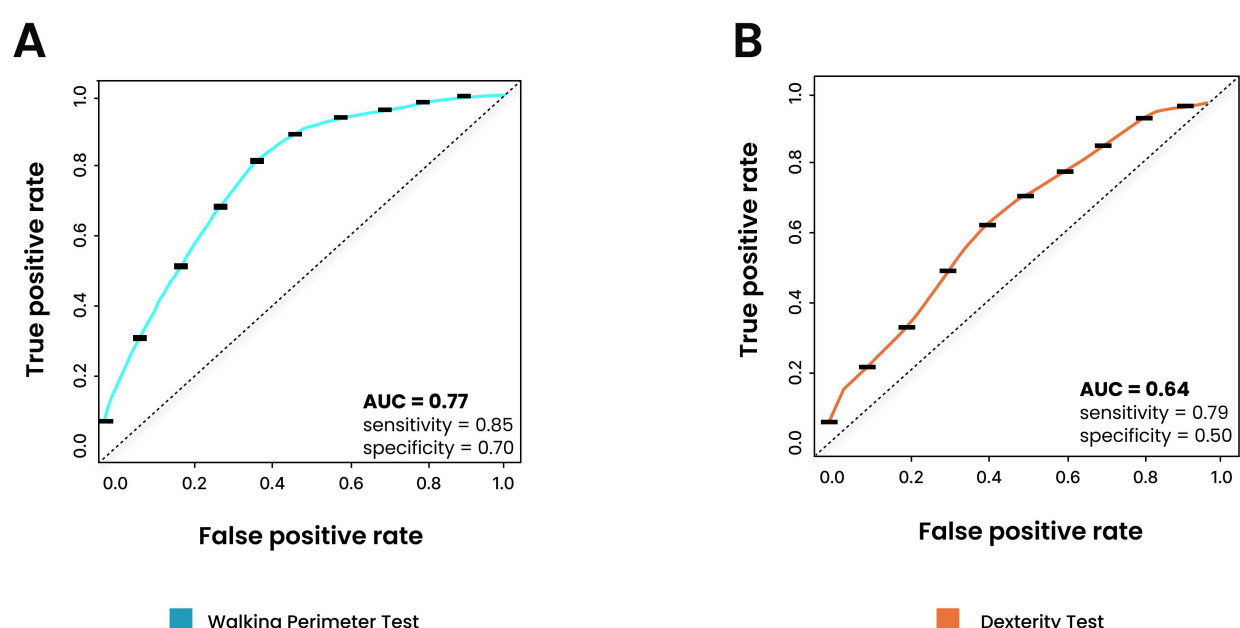 A
B
True positive rate
1.0
0.8
0.6
0.4
0.2
0.0
AUC = 0.77
sensitivity = 0.85
specificity = 0.70
0.0 0.2 0.4 0.6 0.8 1.0
False positive rate
Walking Perimeter Test
True positive rate
1.0
0.8
0.6
0.4
0.2
0.0
AUC = 0.64
sensitivity = 0.79
specificity = 0.50
0.0 0.2 0.4 0.6 0.8 1.0
False positive rate
Dexterity Test